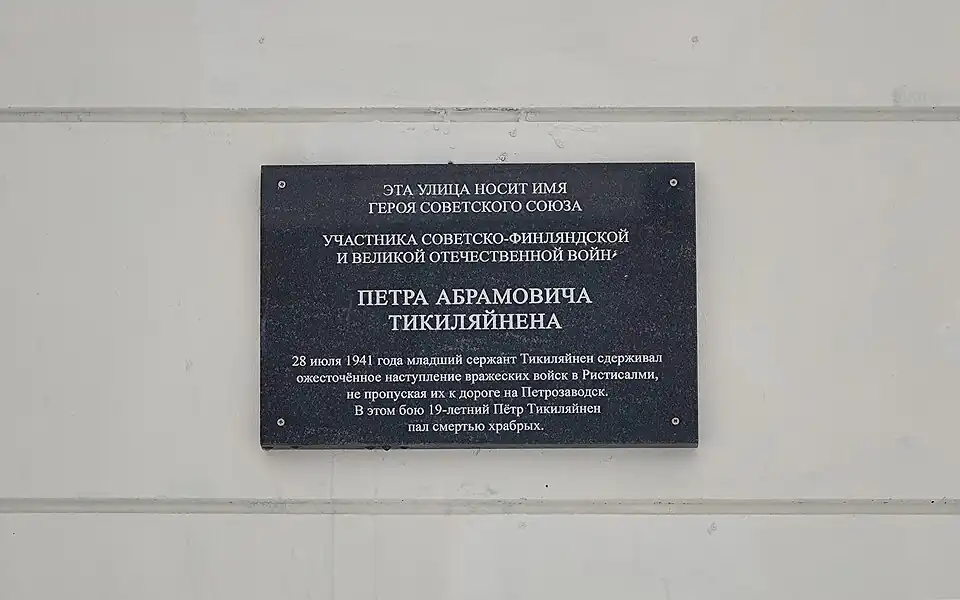 ЭТА УЛИЦА НОСИТ ИМЯ
ГЕРОЯ СОВЕТСКОГО СОЮЗА
УЧАСТНИКА СОВЕТСКО-ФИНЛЯНДСКОЙ
И ВЕЛИКОЙ ОТЕЧЕСТВЕННОЙ ВОЙН
ПЕТРА АБРАМОВИЧА
ТИКИЛЯЙНЕНА
28 июля 1941 года младший сержант Тикиляйнен сдерживал
ожесточённое наступление вражеских войск в Ристисалми,
не пропуская их к дороге на Петрозаводск.
В этом бою 19-летний Пётр Тикиляйнен
пал смертью храбрых.